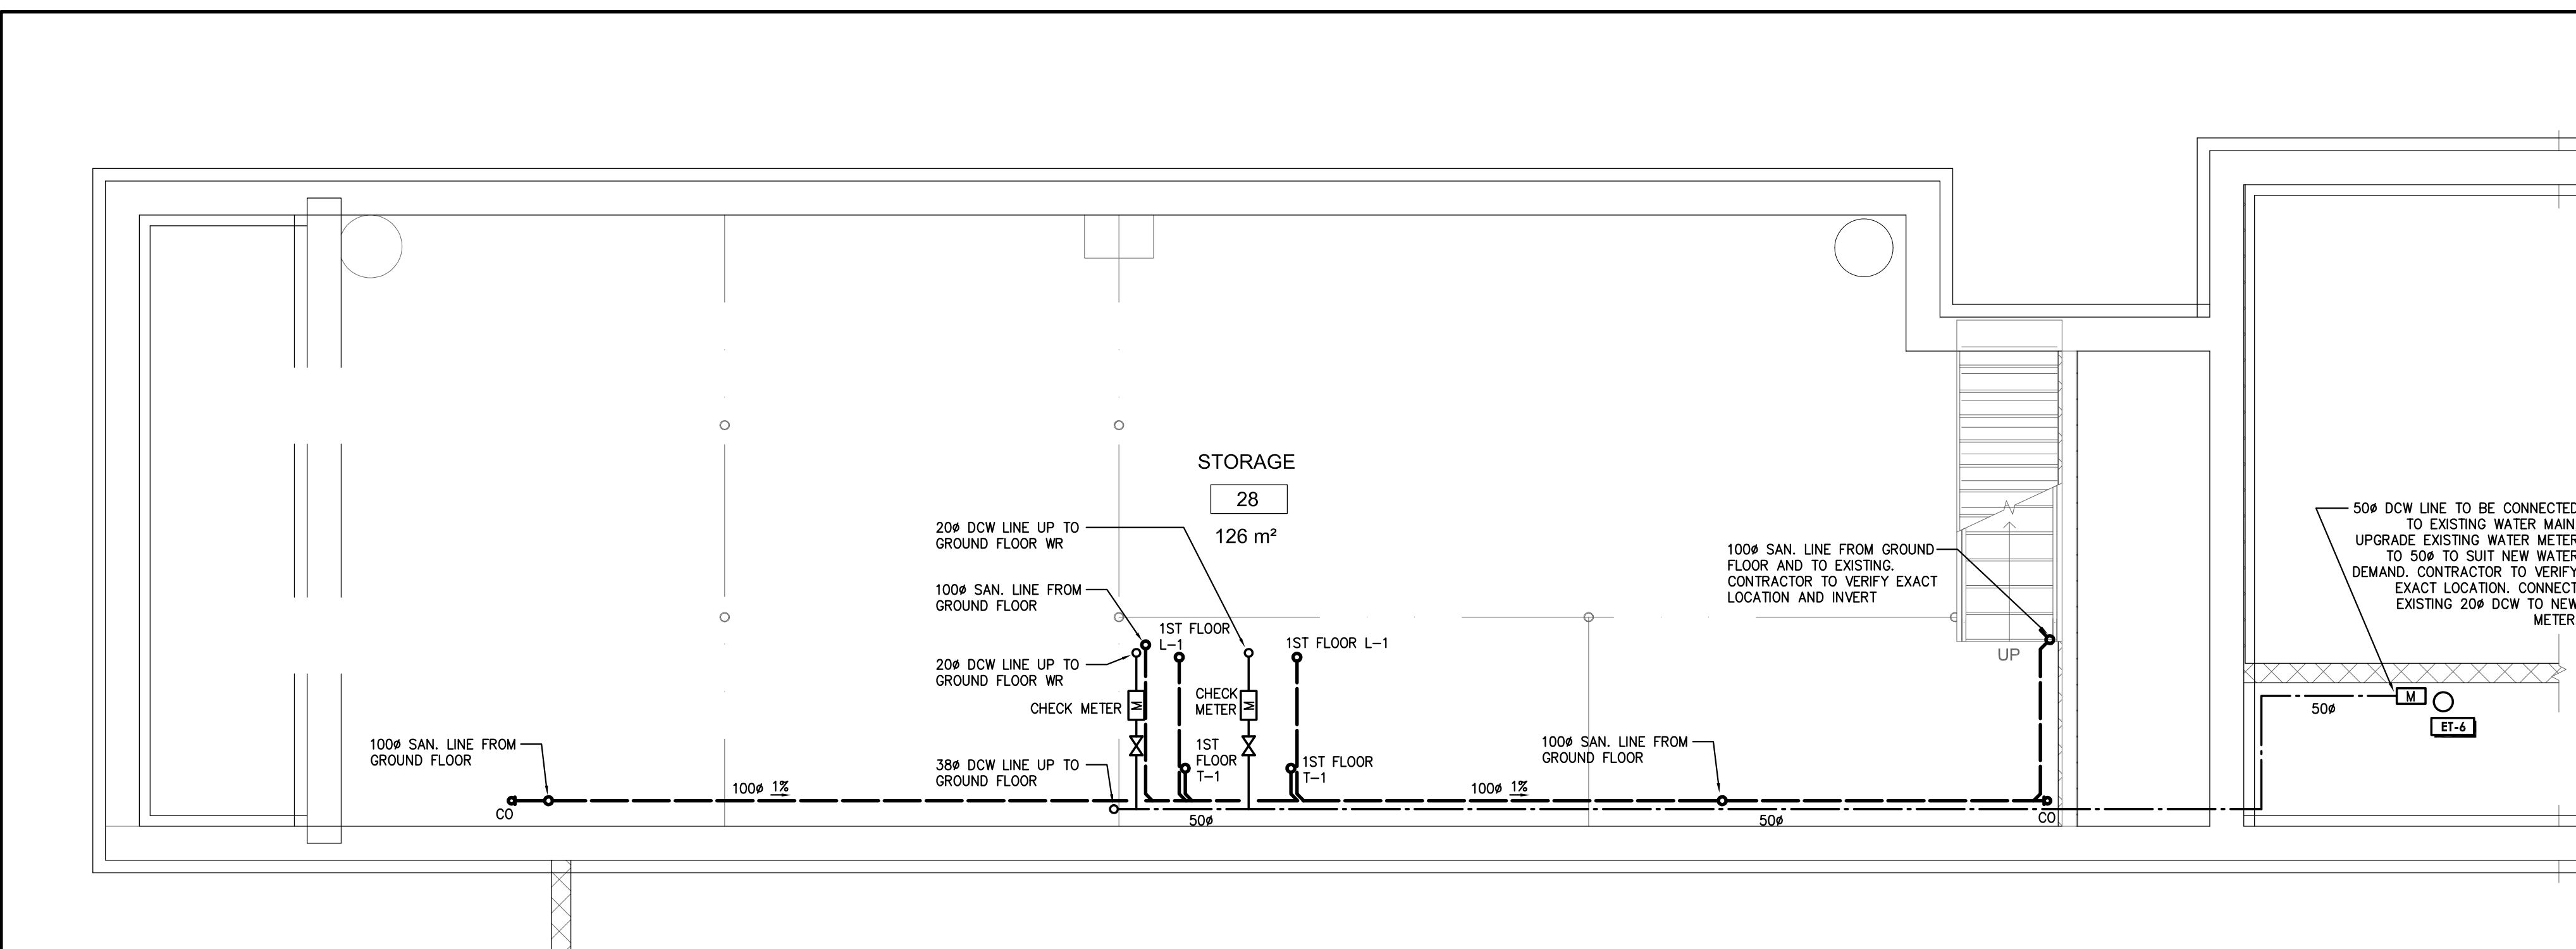 STORAGE
28
126 m²
20ø DCW LINE UP TO
GROUND FLOOR WR
100ø SAN. LINE FROM
GROUND FLOOR
20ø DCW LINE UP TO
GROUND FLOOR WR
CHECK METER
M
38ø DCW LINE UP TO
GROUND FLOOR
1ST FLOOR
L-1
1ST FLOOR L-1
CHECK
METER
M
1ST
FLOOR
T-1
1ST FLOOR
T-1
100ø SAN. LINE FROM
GROUND FLOOR
CO
100ø 1%
50ø
100ø 1%
100ø SAN. LINE FROM
GROUND FLOOR
50ø
100ø SAN. LINE FROM GROUND
FLOOR AND TO EXISTING.
CONTRACTOR TO VERIFY EXACT
LOCATION AND INVERT
UP
CO
50ø DCW LINE TO BE CONNECTED
TO EXISTING WATER MAIN
UPGRADE EXISTING WATER METER
TO 50ø TO SUIT NEW WATER
DEMAND. CONTRACTOR TO VERIFY
EXACT LOCATION. CONNECT
EXISTING 20ø DCW TO NEW
METER
M
50ø
ET-6